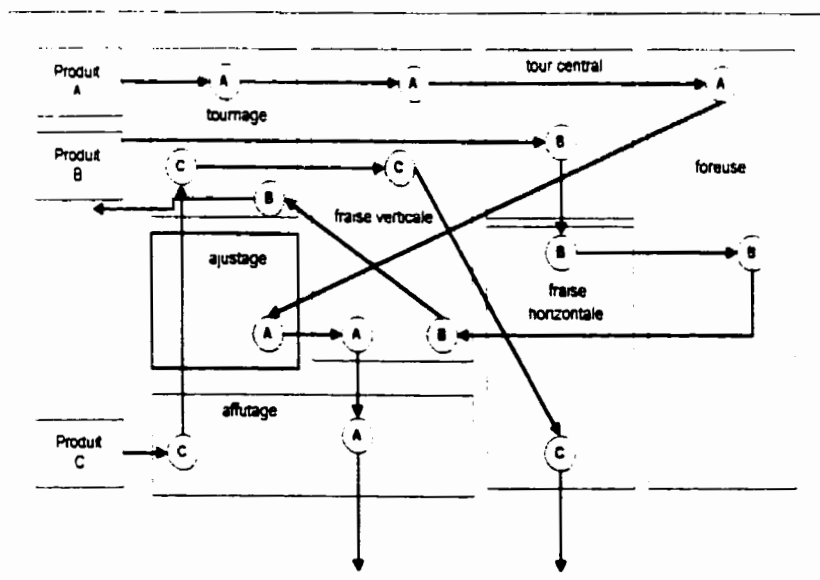 Produit
A
A
A
tour central
A
tournage
Produit
B
B
C
C
foreuse
B
fraise verticale
ajustage
B
B
fraise
horizontale
A
A
B
affutage
Produit
C
C
A
C